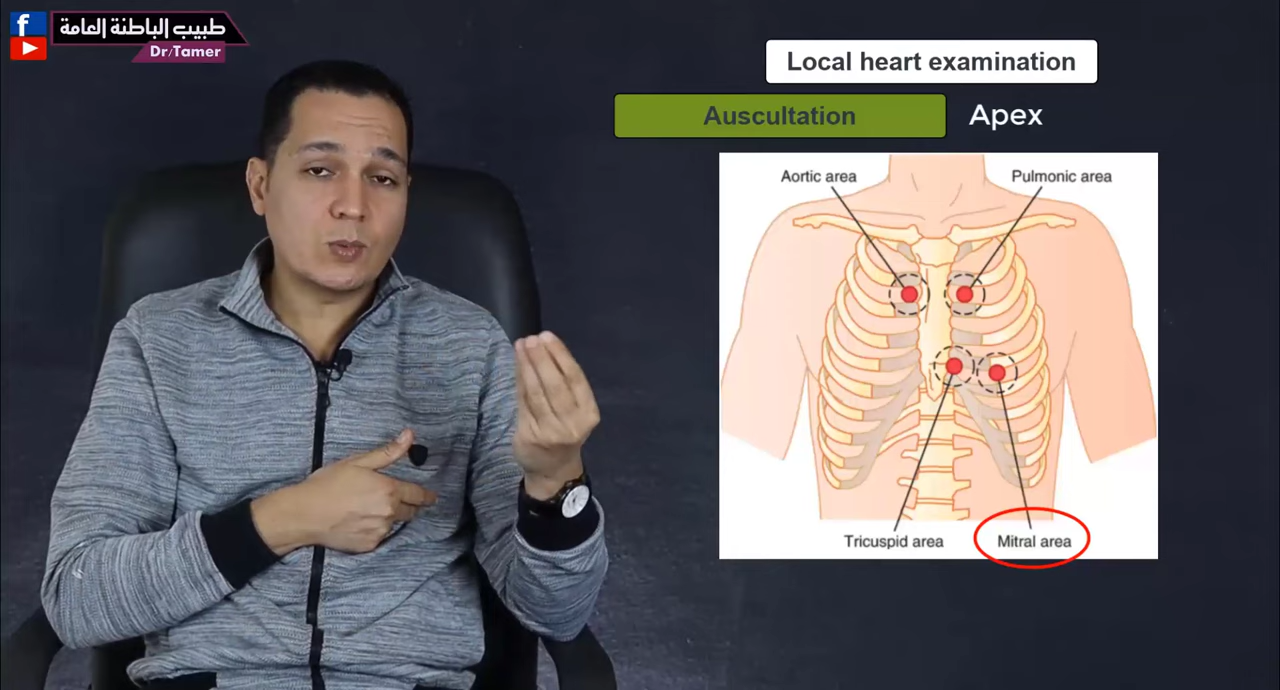 طبيب الباطنة العامة
Dr/Tamer
Local heart examination
Auscultation
Apex
Aortic area
Pulmonic area
Tricuspid area
Mitral area